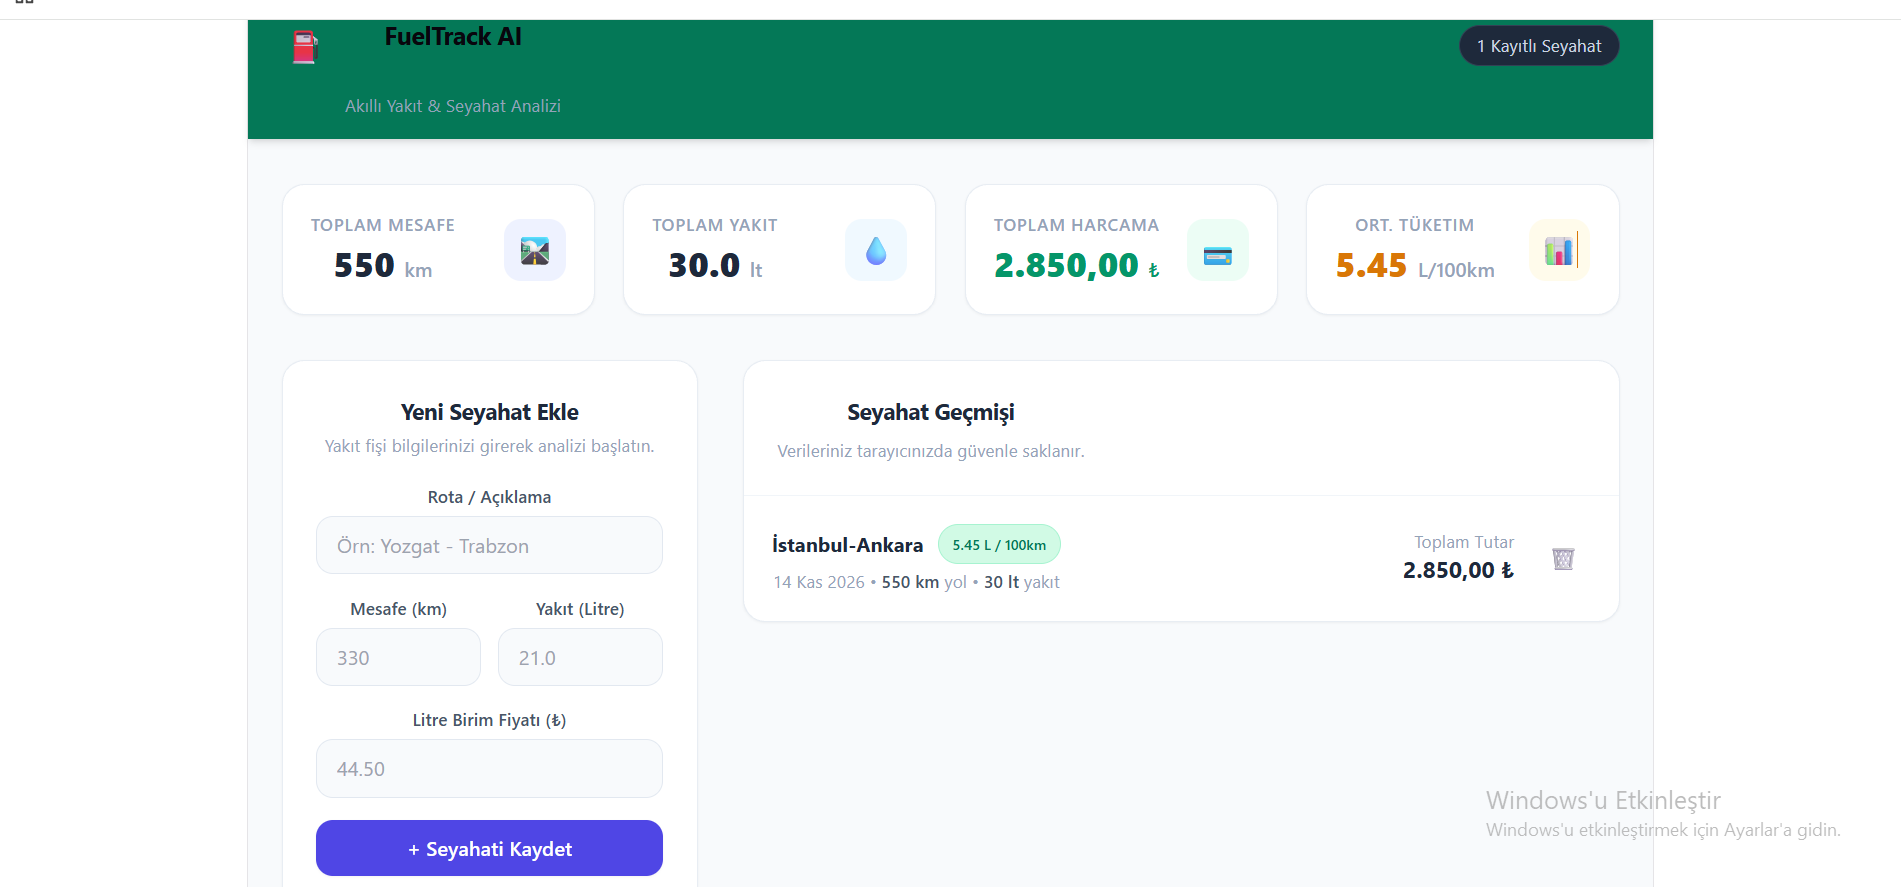 FuelTrack AI
1 Kayıtlı Seyahat
Akıllı Yakıt & Seyahat Analizi
TOPLAM MESAFE
550 km
TOPLAM YAKIT
30.0 lt
TOPLAM HARCAMA
2.850,00 ₺
ORT. TÜKETIM
5.45 L/100km
Yeni Seyahat Ekle
Yakıt fişi bilgilerinizi girerek analizi başlatın.
Rota / Açıklama
Örn: Yozgat - Trabzon
Mesafe (km)
330
Yakıt (Litre)
21.0
Litre Birim Fiyatı (₺)
44.50
+ Seyahati Kaydet
Seyahat Geçmişi
Verileriniz tarayıcınızda güvenle saklanır.
İstanbul-Ankara 5.45 L / 100km
14 Kas 2026 • 550 km yol • 30 lt yakıt
Toplam Tutar
2.850,00 ₺
Windows'u Etkinleştir
Windows'u etkinleştirmek için Ayarlar'a gidin.